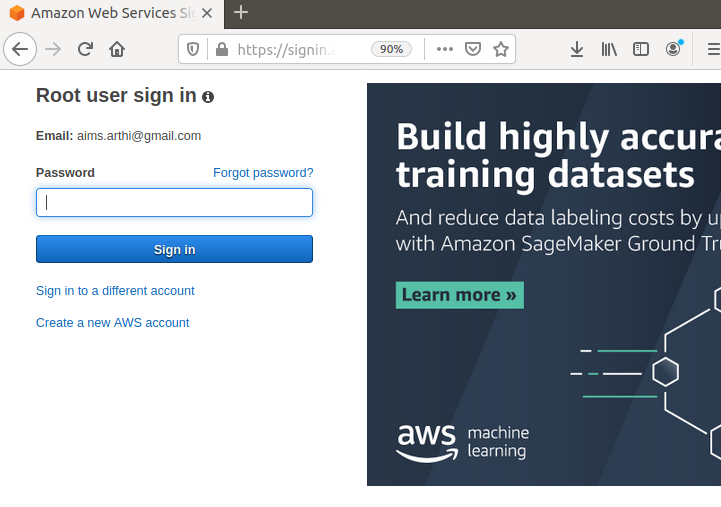 Amazon Web Services Si
https://signin.a
90%
Root user sign in
Email: aims.arthi@gmail.com
Password
Forgot password?
Sign in
Sign in to a different account
Create a new AWS account
Build highly accura
training datasets
And reduce data labeling costs by up
with Amazon SageMaker Ground Tru
Learn more »
aws machine
learning